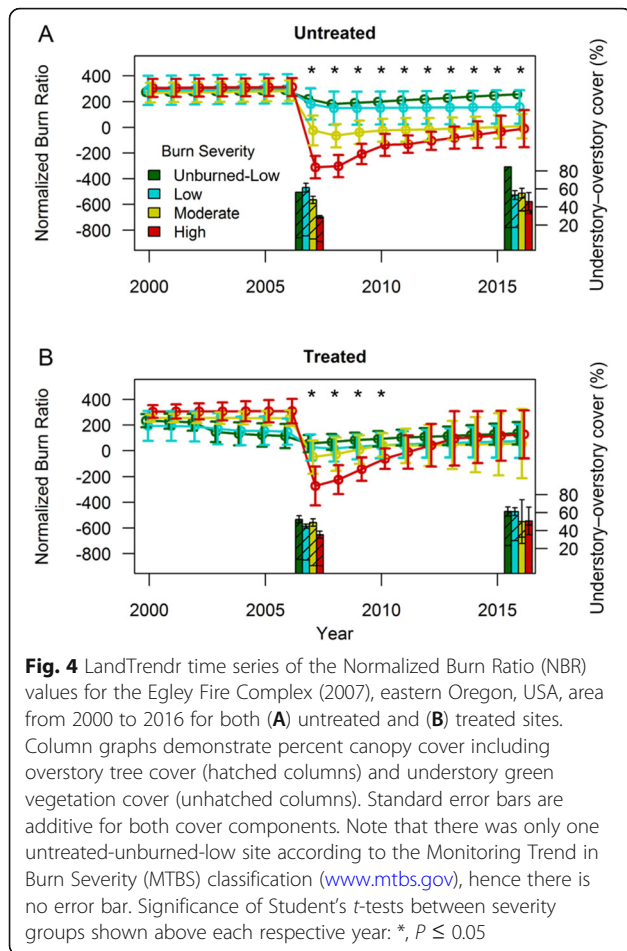 A
Untreated
* * * * * * * * * *
Normalized Burn Ratio
400
200
0
-200
-400
-600
-800
Burn Severity
Unburned-Low
Low
Moderate
High
80
60
40
20
Understory–overstory cover (%)
2000 2005 2010 2015
B
Treated
* * * *
Normalized Burn Ratio
400
200
0
-200
-400
-600
-800
80
60
40
20
Understory–overstory cover (%)
2000 2005 2010 2015
Year
Fig. 4 LandTrendr time series of the Normalized Burn Ratio (NBR)
values for the Egley Fire Complex (2007), eastern Oregon, USA, area
from 2000 to 2016 for both (A) untreated and (B) treated sites.
Column graphs demonstrate percent canopy cover including
overstory tree cover (hatched columns) and understory green
vegetation cover (unhatched columns). Standard error bars are
additive for both cover components. Note that there was only one
untreated-unburned-low site according to the Monitoring Trend in
Burn Severity (MTBS) classification (www.mtbs.gov), hence there is
no error bar. Significance of Student's t-tests between severity
groups shown above each respective year: *, P ≤ 0.05